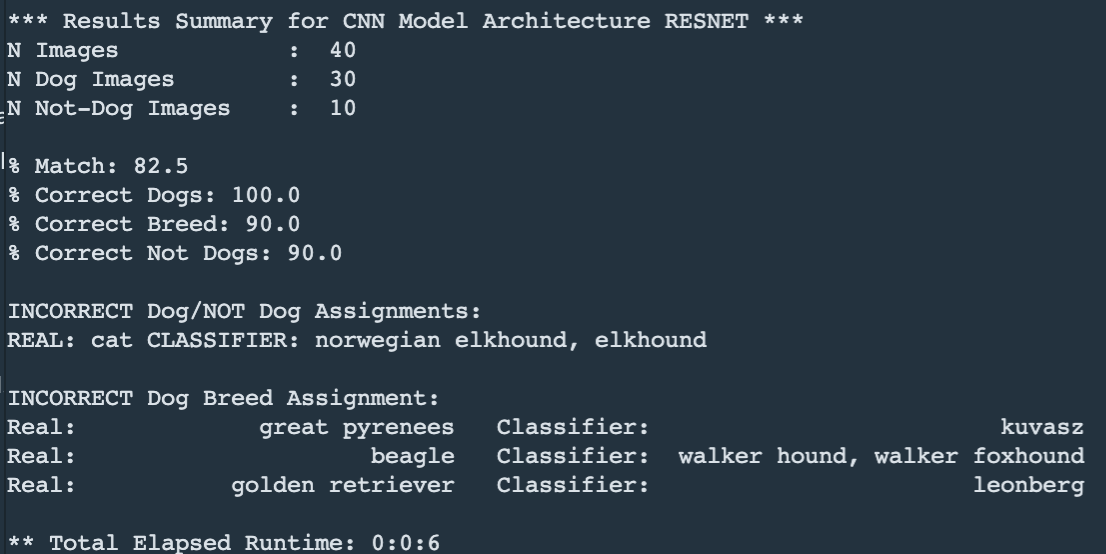 *** Results Summary for CNN Model Architecture RESNET ***
N Images             :  40
N Dog Images         :  30
N Not-Dog Images     :  10
% Match: 82.5
% Correct Dogs: 100.0
% Correct Breed: 90.0
% Correct Not Dogs: 90.0
INCORRECT Dog/NOT Dog Assignments:
REAL: cat CLASSIFIER: norwegian elkhound, elkhound
INCORRECT Dog Breed Assignment:
Real:             great pyrenees   Classifier:                         kuvasz
Real:                     beagle   Classifier:  walker hound, walker foxhound
Real:           golden retriever   Classifier:                       leonberg
** Total Elapsed Runtime: 0:0:6